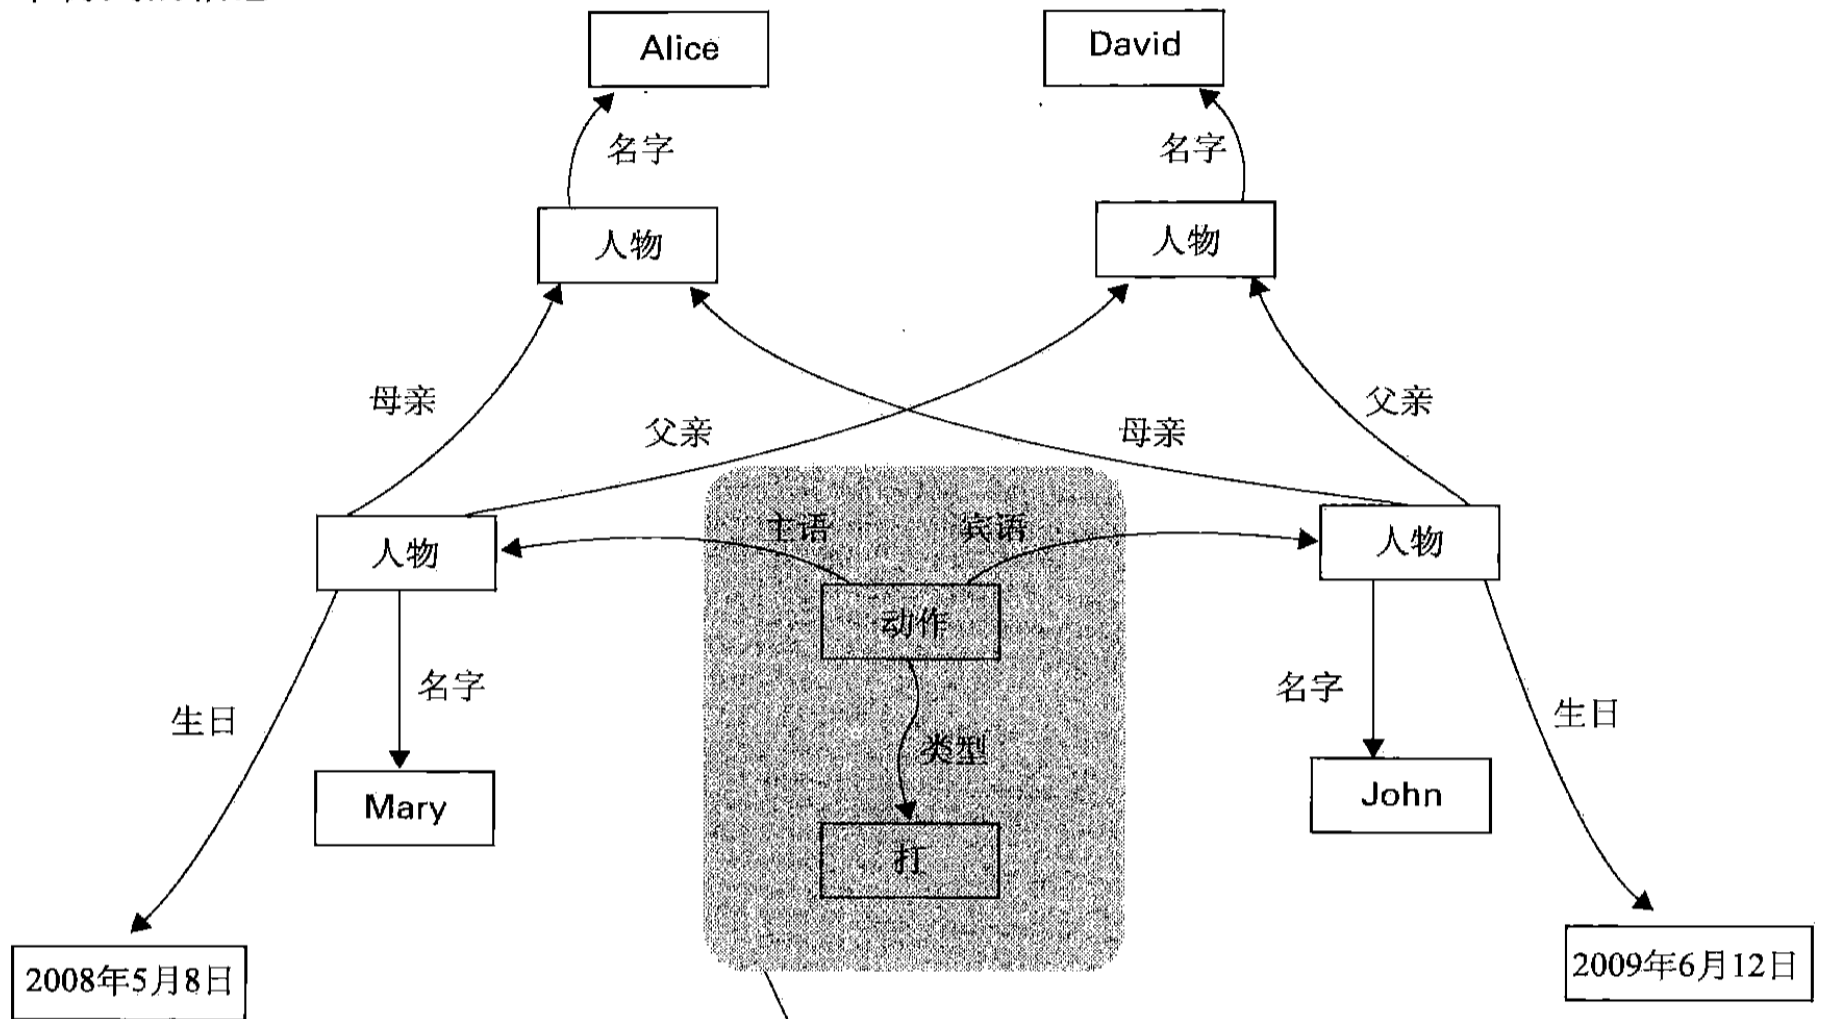 Alice
David
名字
名字
人物
人物
母亲
父亲
父亲
母亲
主语
宾语
人物
人物
动作
名字
名字
生日
生日
类型
Mary
John
打
2008年5月8日
2009年6月12日